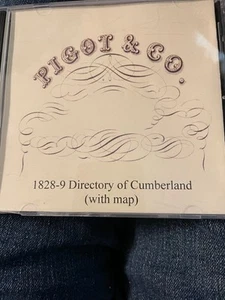 PIGOT & CO.
1828-9 Directory of Cumberland
(with map)